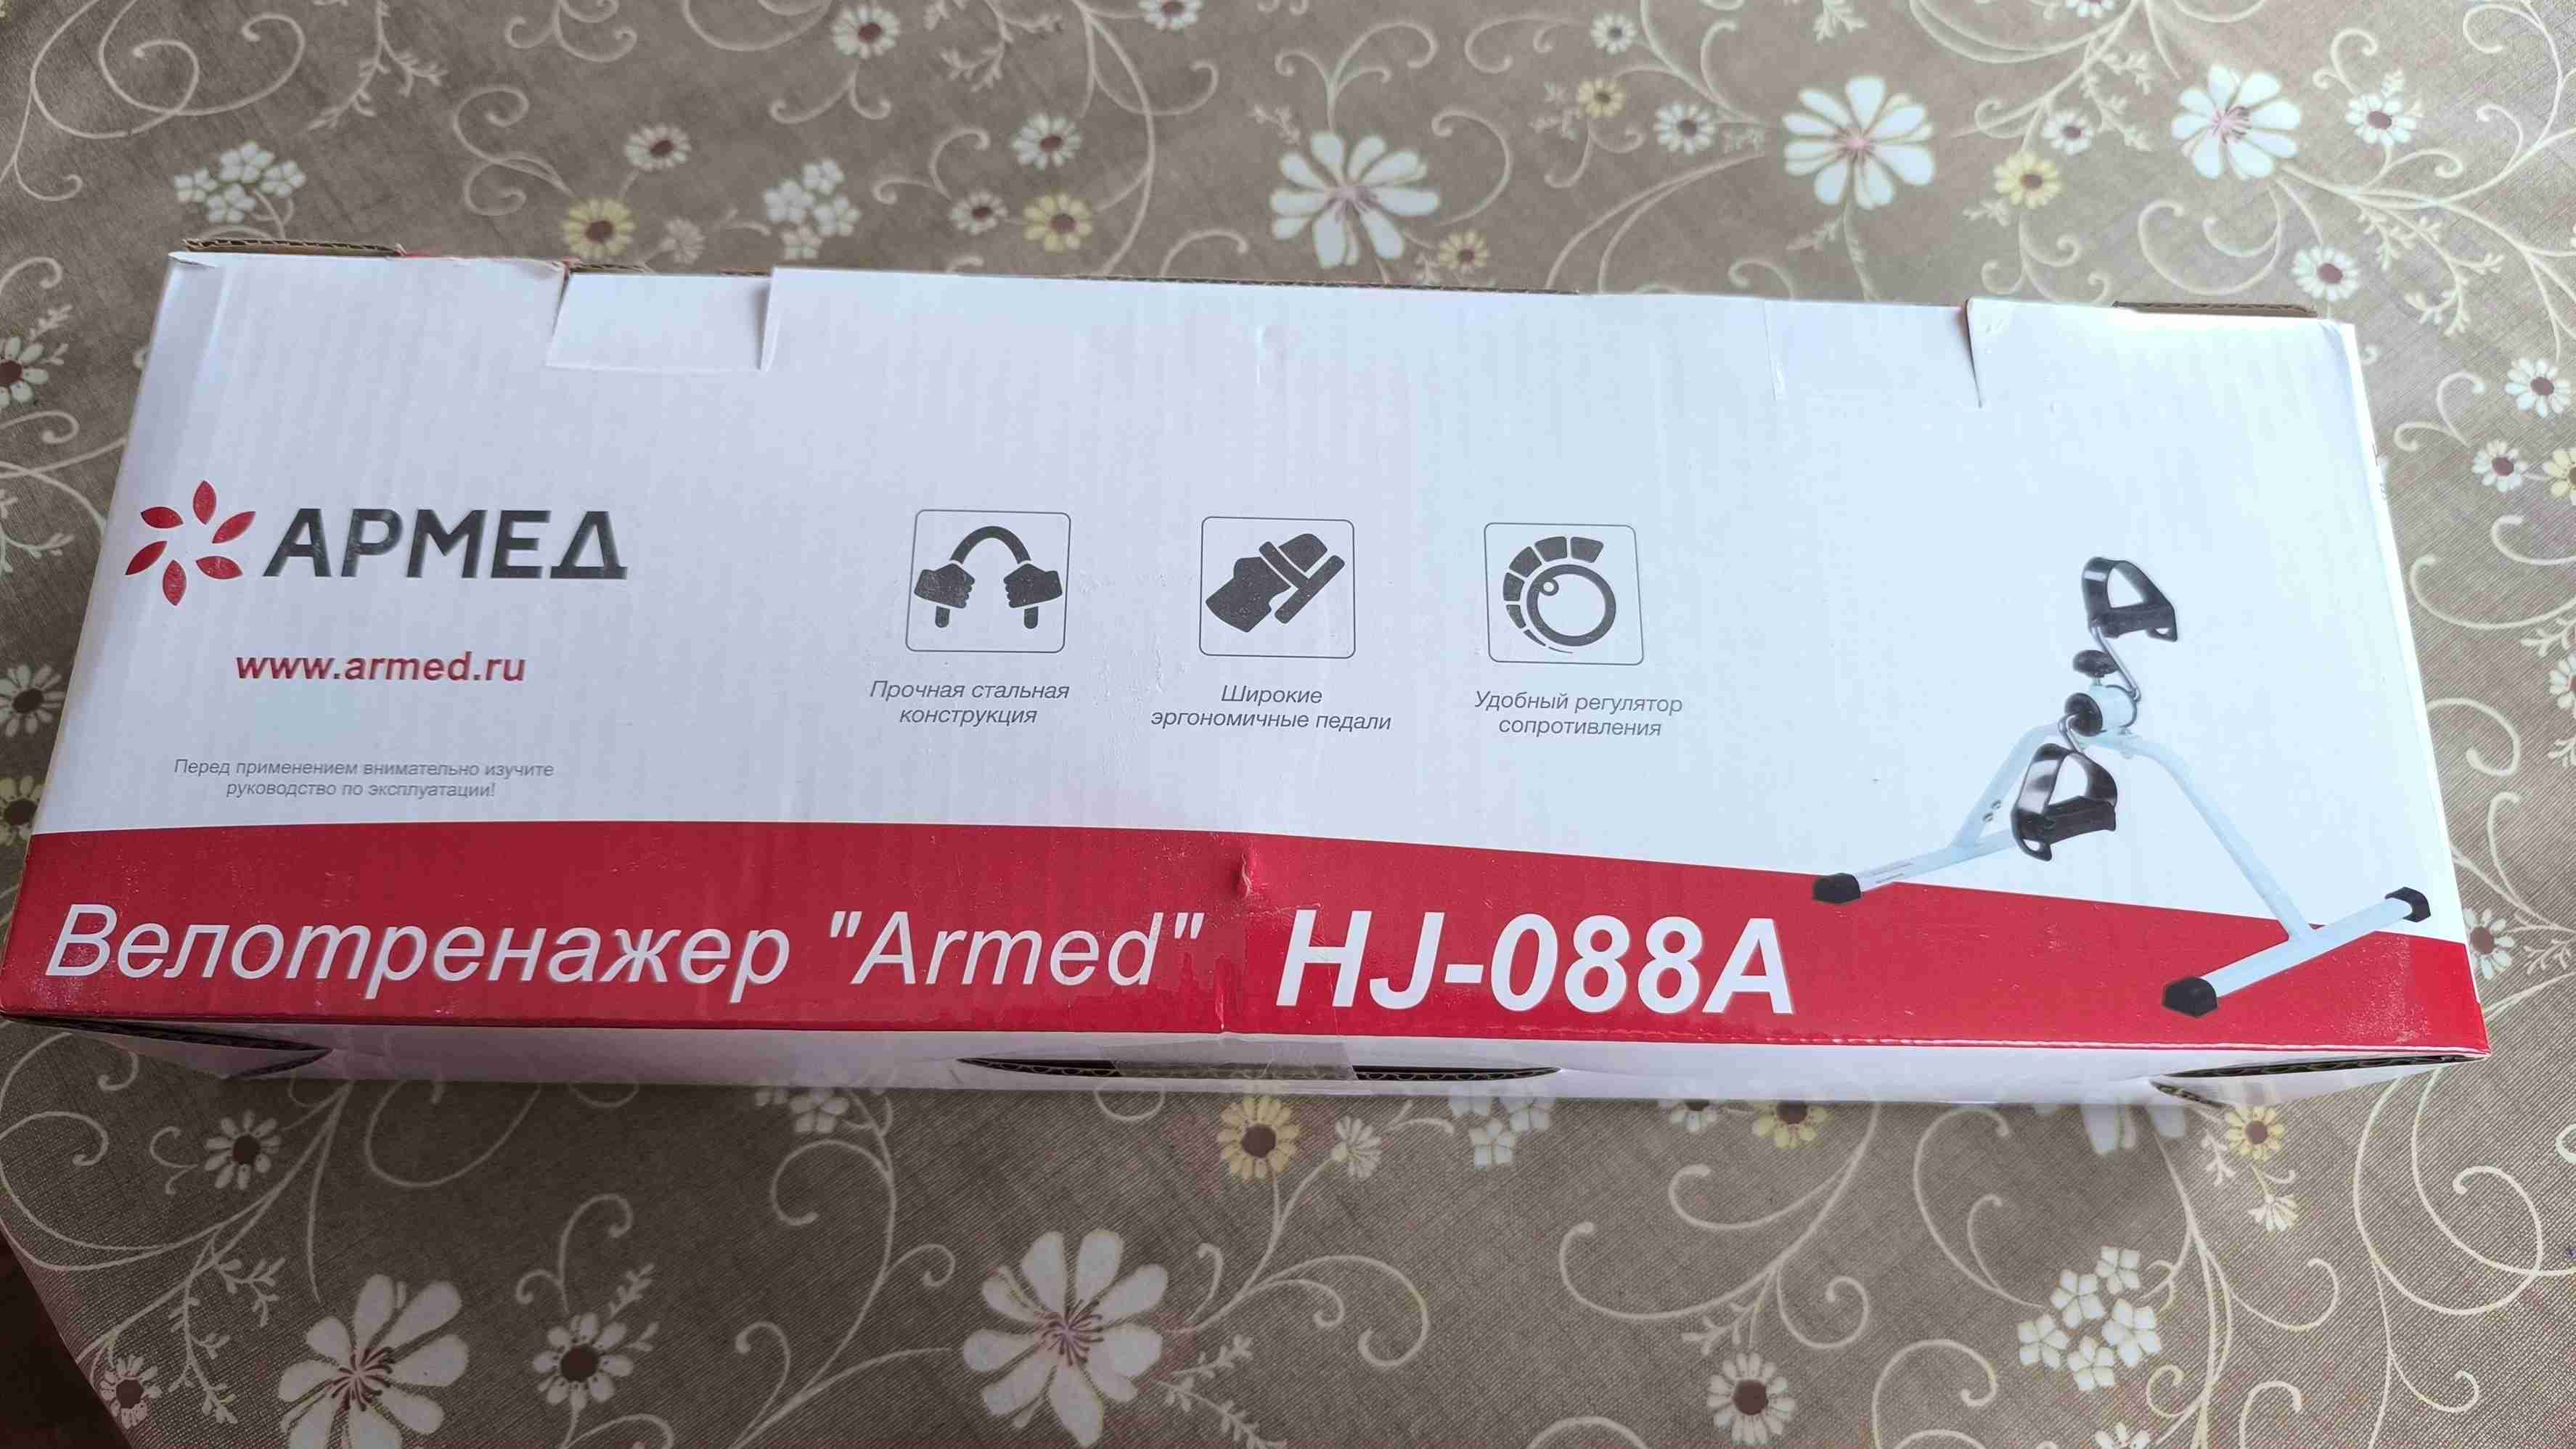 АРМЕД
www.armed.ru
Перед применением внимательно изучите
руководство по эксплуатации!
Прочная стальная
конструкция
Широкие
эргономичные педали
Удобный регулятор
сопротивления
Велотренажер "Armed" HJ-088A